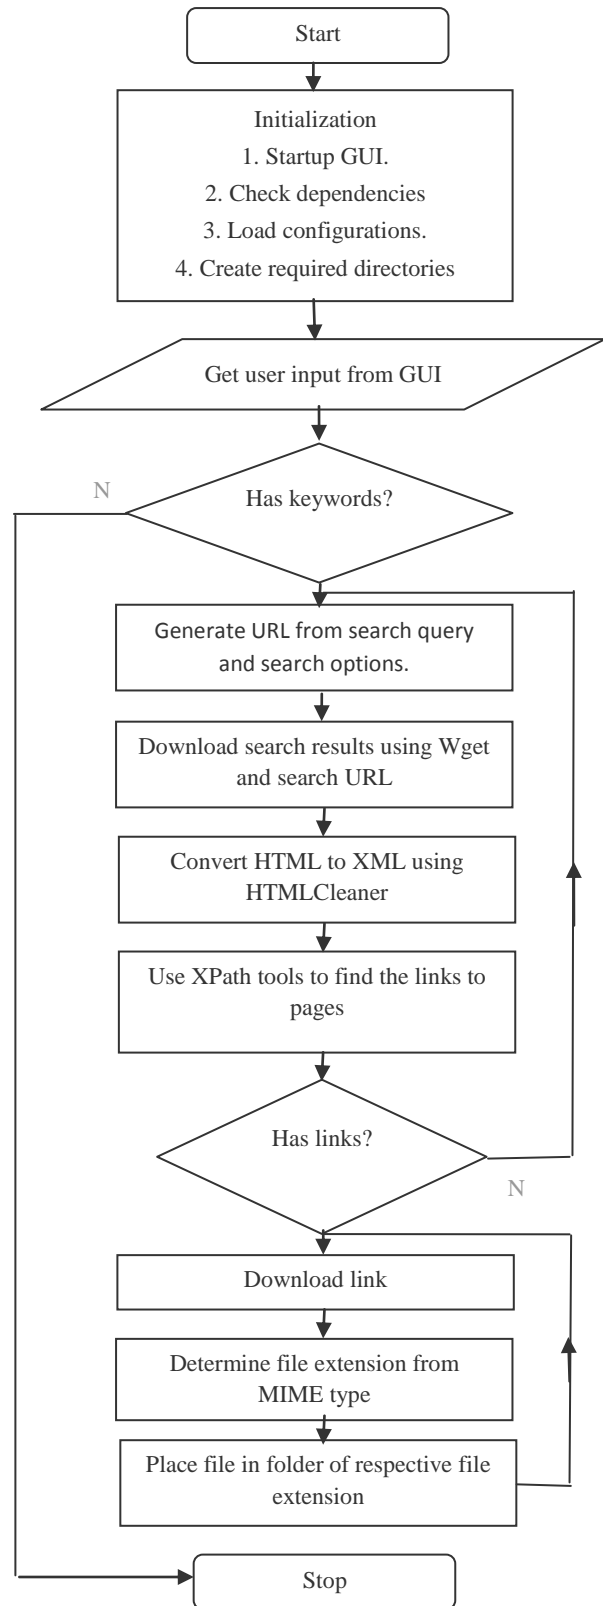 Start
Initialization
1. Startup GUI.
2. Check dependencies
3. Load configurations.
4. Create required directories
Get user input from GUI
N
Has keywords?
Generate URL from search query
and search options.
Download search results using Wget
and search URL
Convert HTML to XML using
HTMLCleaner
Use XPath tools to find the links to
pages
Has links?
N
Download link
Determine file extension from
MIME type
Place file in folder of respective file
extension
Stop